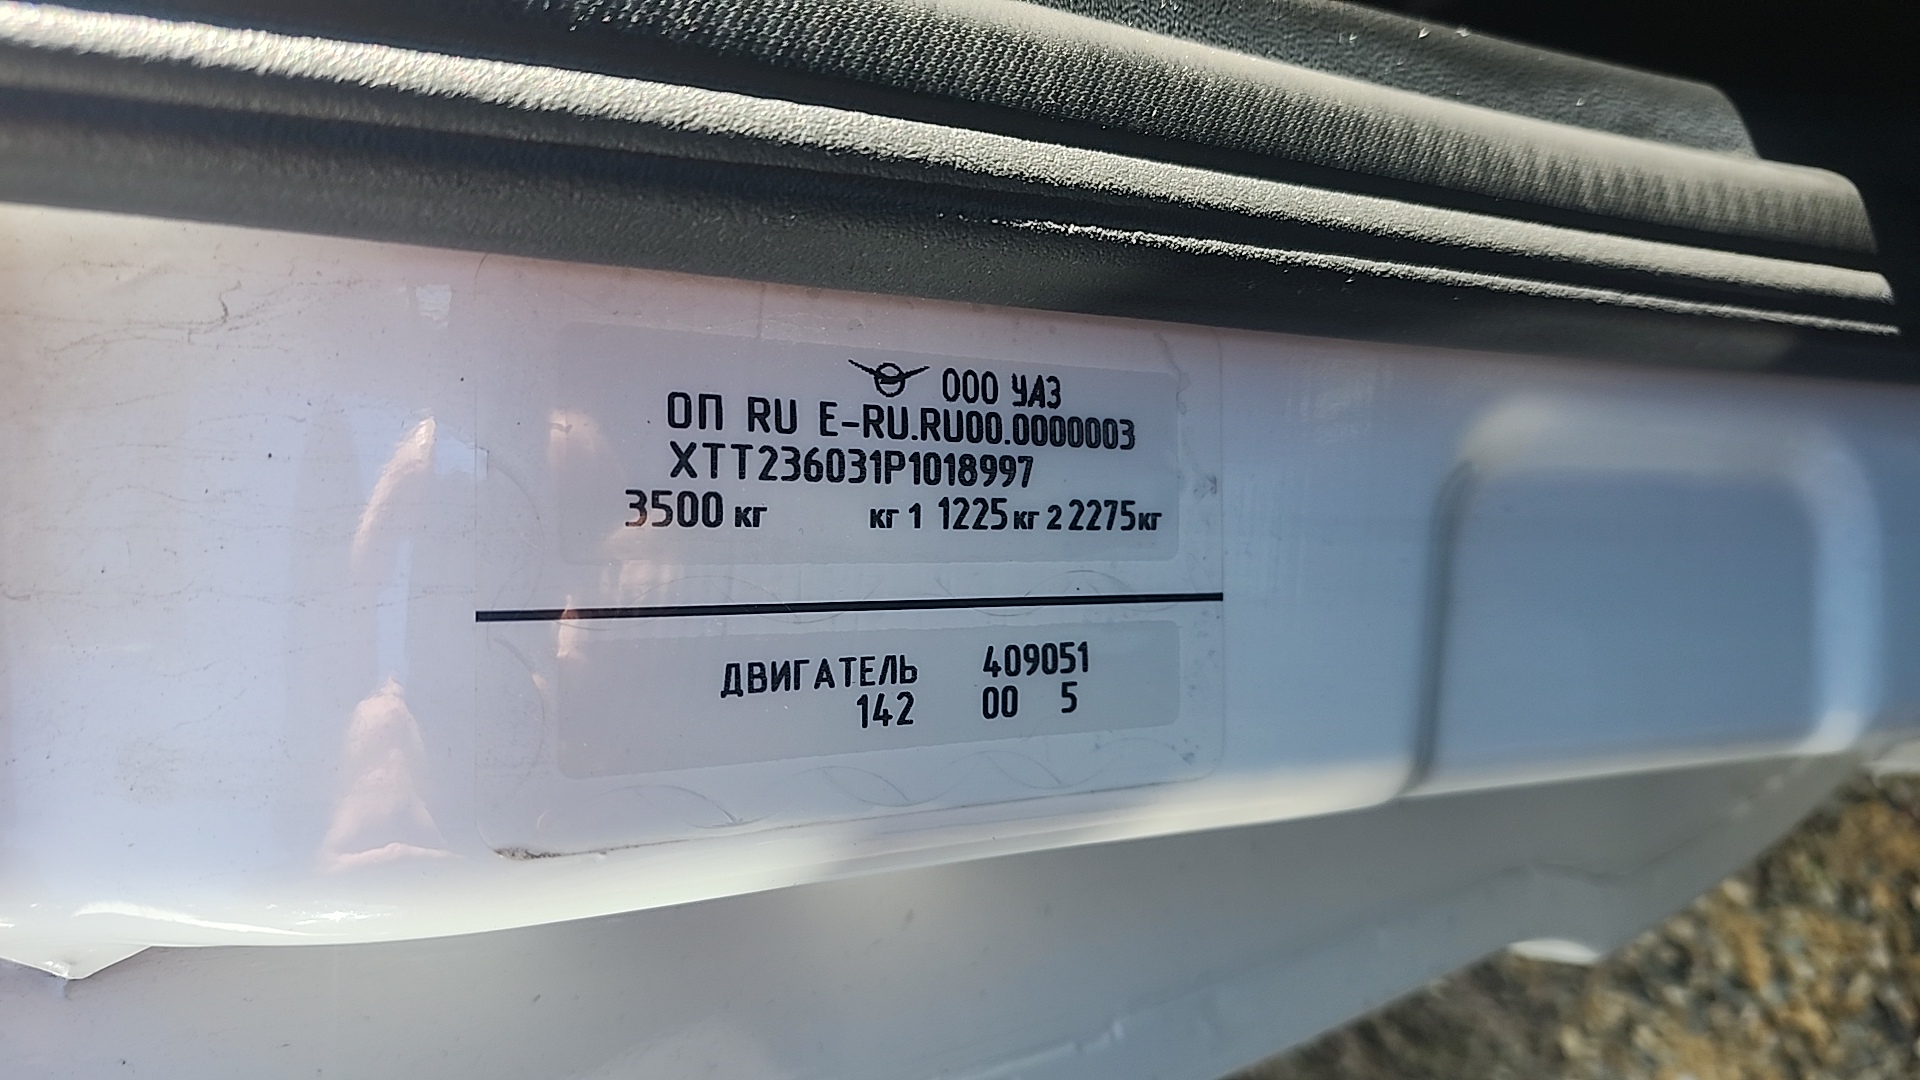 ООО УАЗ
ОП RU E-RU.RU00.0000003
XTT236031P1018997
3500 кг кг 1 1225 кг 2 2275 кг
ДВИГАТЕЛЬ 409051
142 00 5